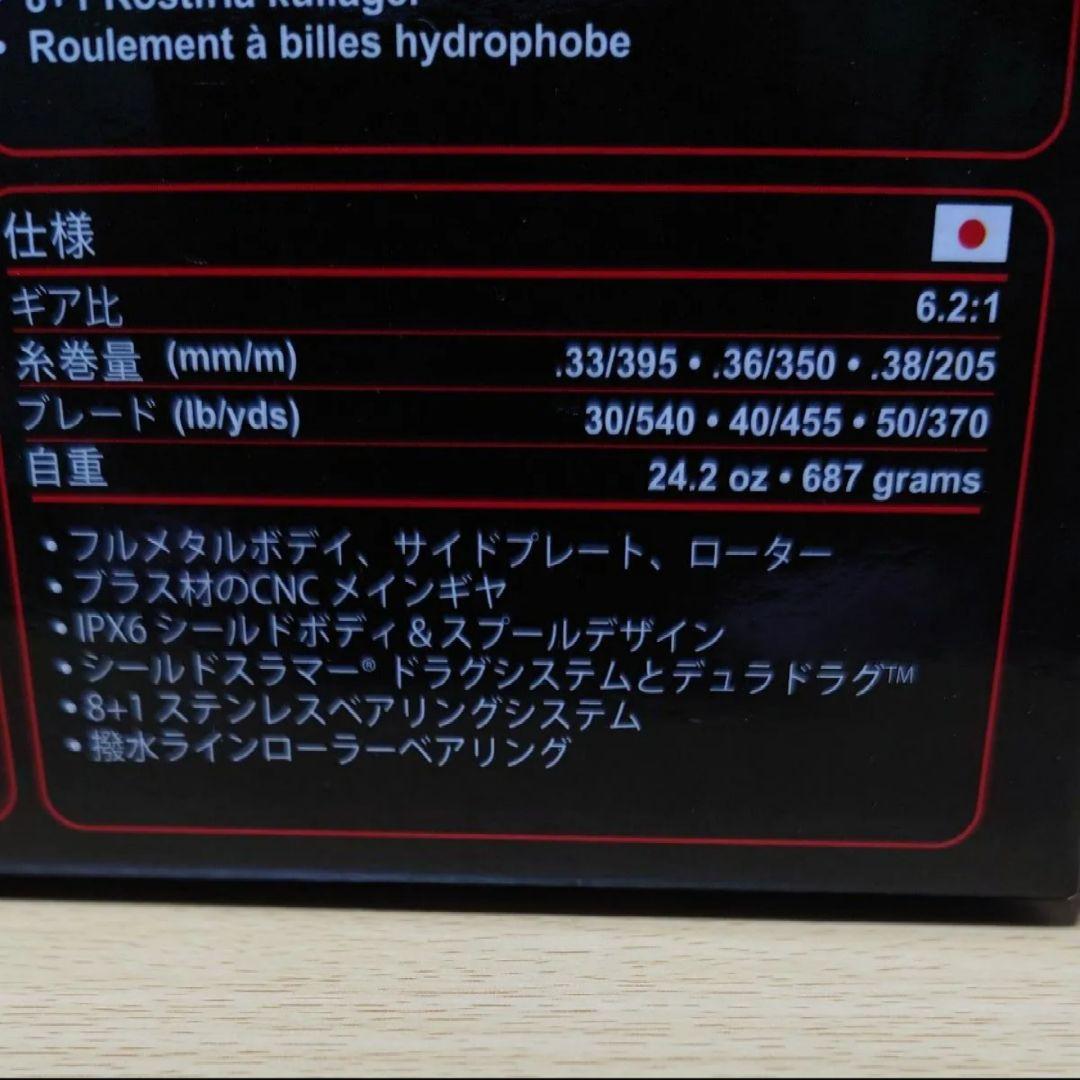 8+1 Rostfria kullager
• Roulement à billes hydrophobe
仕様
ギア比 6.2:1
糸巻量 (mm/m) .33/395 • .36/350 • .38/205
ブレード (lb/yds) 30/540 • 40/455 • 50/370
自重 24.2 oz • 687 grams
• フルメタルボディ、サイドプレート、ローター
• ブラス材のCNC メインギヤ
• IPX6 シールドボディ&スプールデザイン
• シールドスラマー® ドラグシステムとデュラドラグ™
• 8+1 ステンレスベアリングシステム
• 撥水ラインローラーベアリング